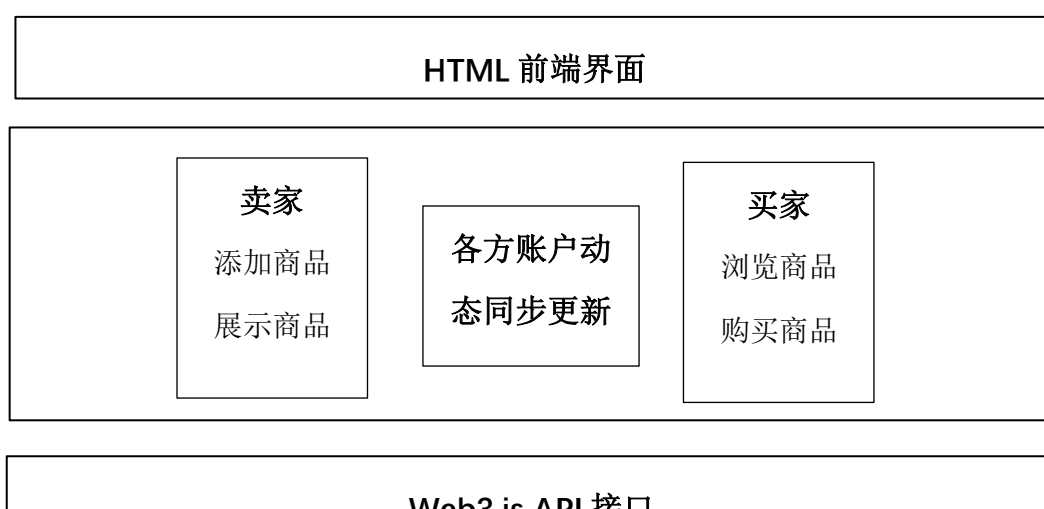 HTML 前端界面
卖家
添加商品
展示商品
各方账户动
态同步更新
买家
浏览商品
购买商品
Web3.js API 接口